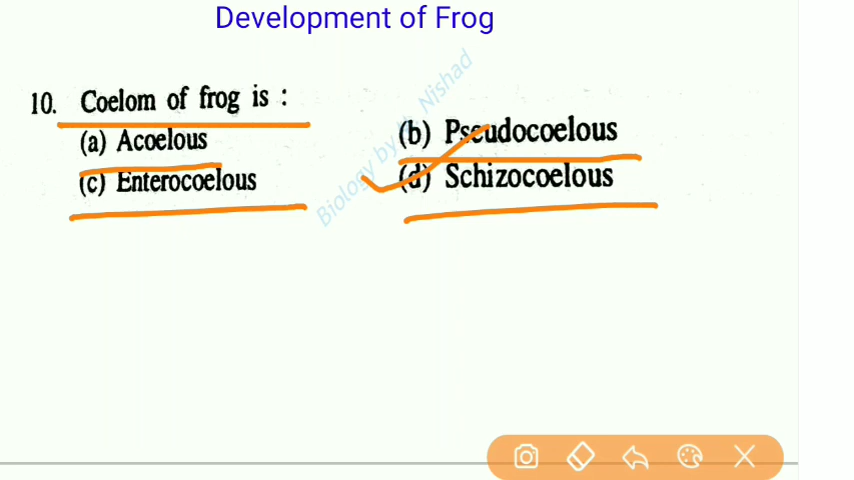 Development of Frog
10. Coelom of frog is :
(a) Acoelous (b) Pseudocoelous
(c) Enterocoelous (d) Schizocoelous
Biology by Nishad